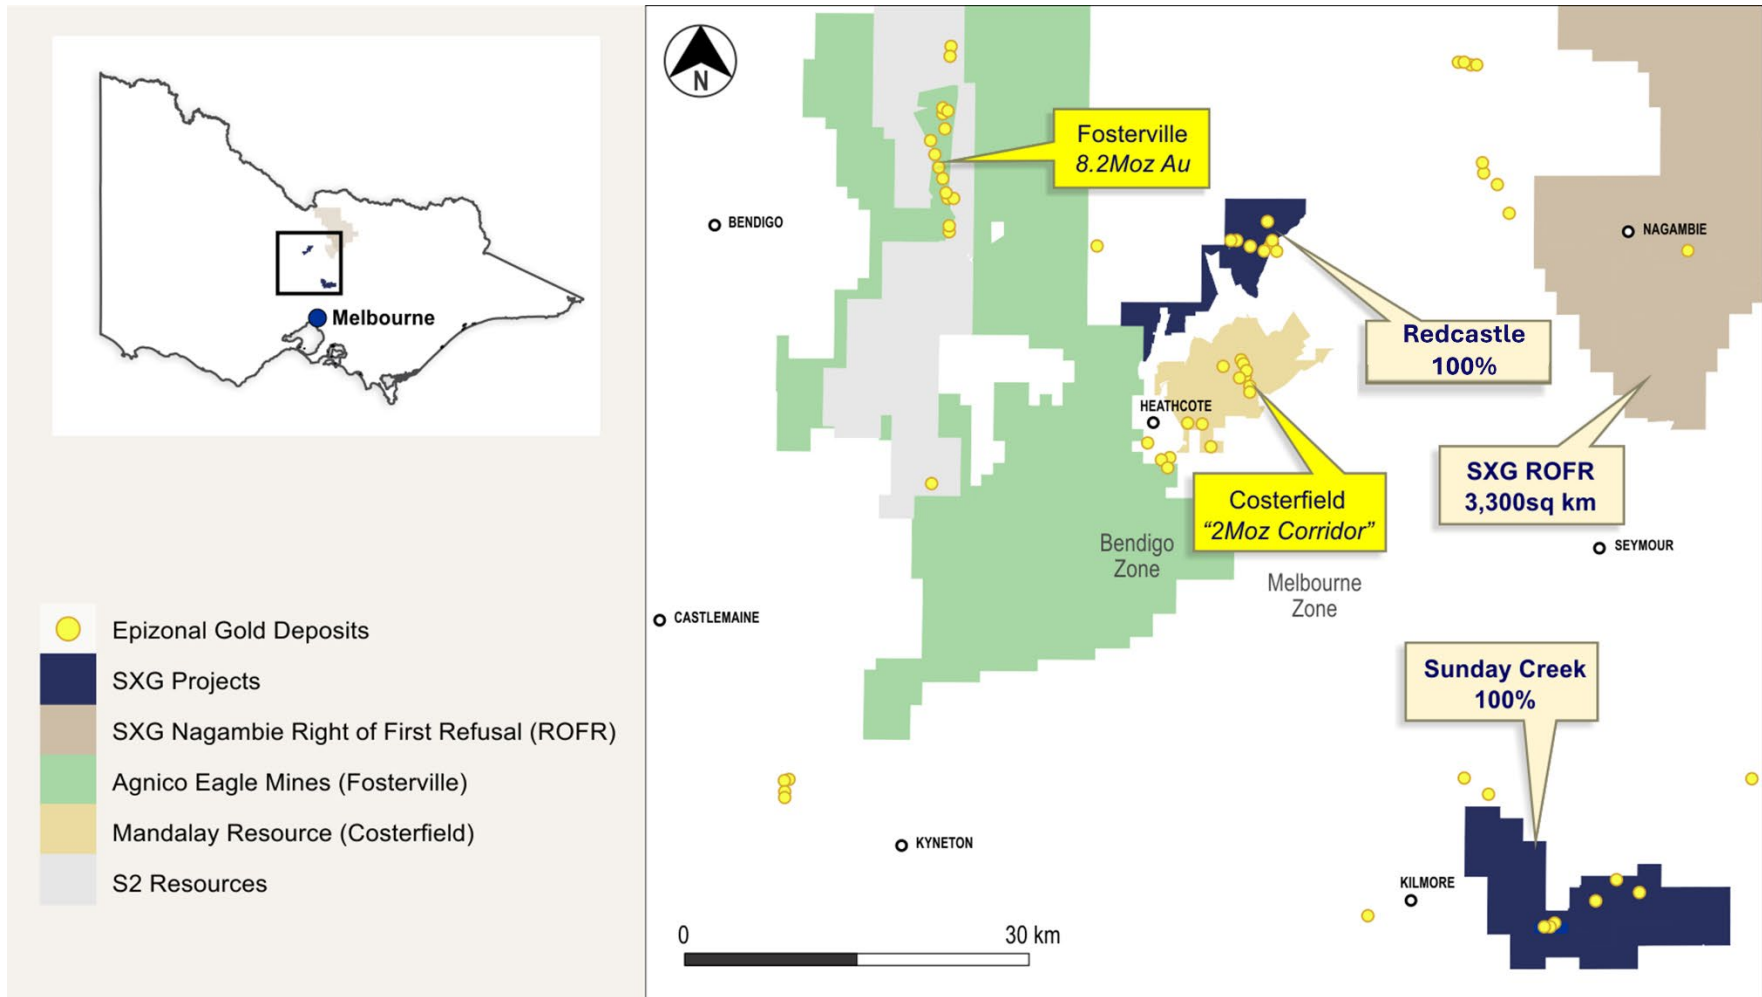 Melbourne
Epizonal Gold Deposits
SXG Projects
SXG Nagambie Right of First Refusal (ROFR)
Agnico Eagle Mines (Fosterville)
Mandalay Resource (Costerfield)
S2 Resources
N
Fosterville
8.2Moz Au
BENDIGO
NAGAMBIE
Redcastle
100%
HEATHCOTE
SXG ROFR
3,300sq km
Costerfield
“2Moz Corridor”
Bendigo
Zone
SEYMOUR
Melbourne
Zone
CASTLEMAINE
Sunday Creek
100%
KYNETON
KILMORE
0
30 km